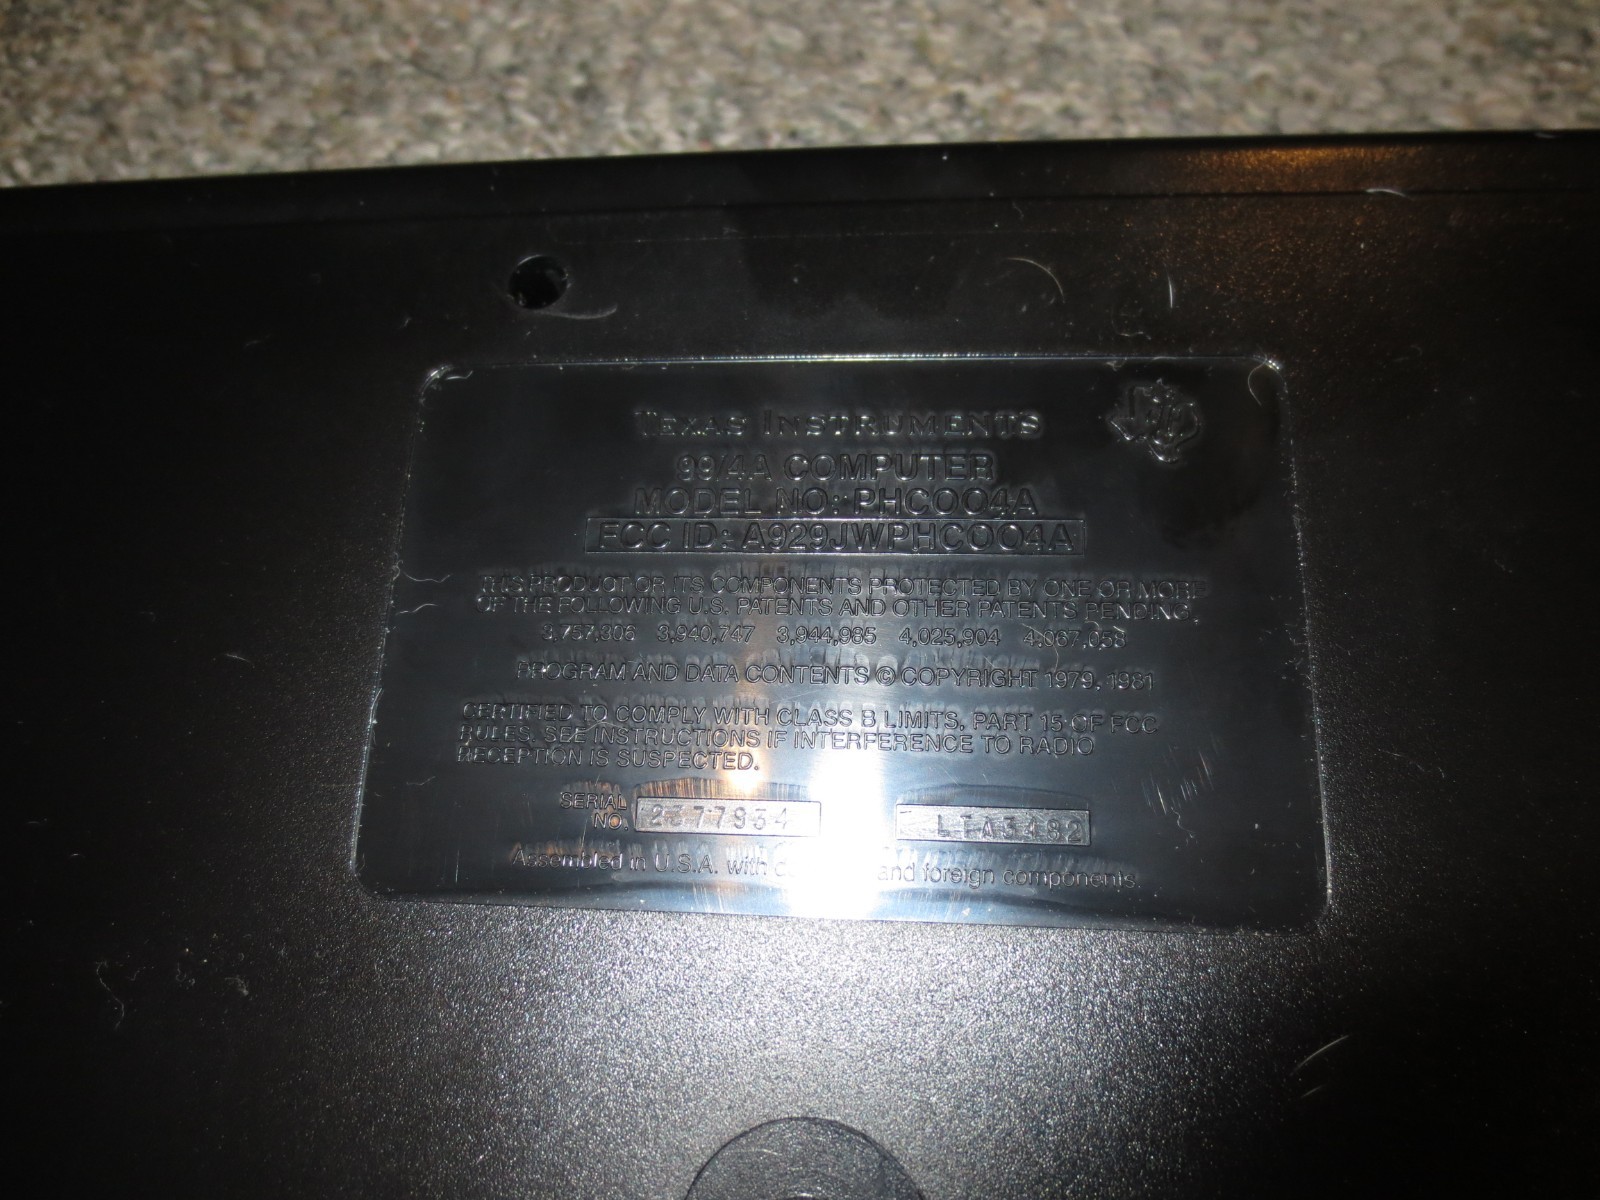 TEXAS INSTRUMENTS
99/4A COMPUTER
MODEL NO: PHC004A
FCC ID: A929JWPHC004A
THIS PRODUCT OR ITS COMPONENTS PROTECTED BY ONE OR MORE
OF THE FOLLOWING U.S. PATENTS AND OTHER PATENTS PENDING.
3,757,306 3,940,747 3,944,985 4,025,904 4,067,058
PROGRAM AND DATA CONTENTS © COPYRIGHT 1979, 1981
CERTIFIED TO COMPLY WITH CLASS B LIMITS, PART 15 OF FCC
RULES. SEE INSTRUCTIONS IF INTERFERENCE TO RADIO
RECEPTION IS SUSPECTED.
SERIAL
NO. 2377934 LTA3482
Assembled in U.S.A. with and foreign components.